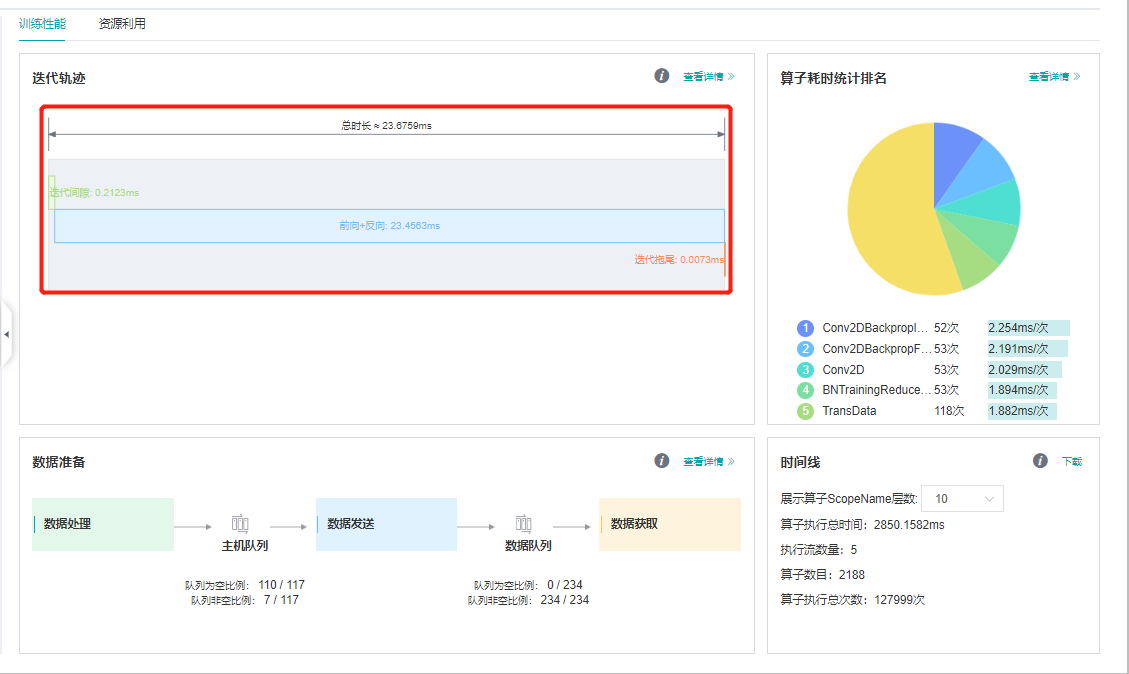 训练性能 资源利用
迭代轨迹 查看详情
总时长 ≈ 23.6759ms
迭代间隙: 0.2123ms
前向+反向: 23.4563ms
迭代拖尾: 0.0073ms
算子耗时统计排名 查看详情
1 Conv2DBackpropI... 52次 2.254ms/次
2 Conv2DBackpropF... 53次 2.191ms/次
3 Conv2D 53次 2.029ms/次
4 BNTrainingReduce... 53次 1.894ms/次
5 TransData 118次 1.882ms/次
数据准备 查看详情
数据处理 主机队列 数据发送 数据队列 数据获取
队列为空比例: 110 / 117
队列非空比例: 7 / 117
队列为空比例: 0 / 234
队列非空比例: 234 / 234
时间线 下载
展示算子ScopeName层数: 10
算子执行总时间: 2850.1582ms
执行流数量: 5
算子数目: 2188
算子执行总次数: 127999次